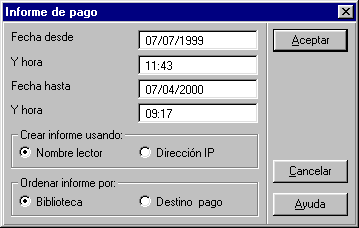 Informe de pago
Fecha desde 07/07/1999
Aceptar
Y hora 11:43
Fecha hasta 07/04/2000
Y hora 09:17
Crear informe usando:
Nombre lector Dirección IP
Cancelar
Ordenar informe por:
Biblioteca Destino pago
Ayuda